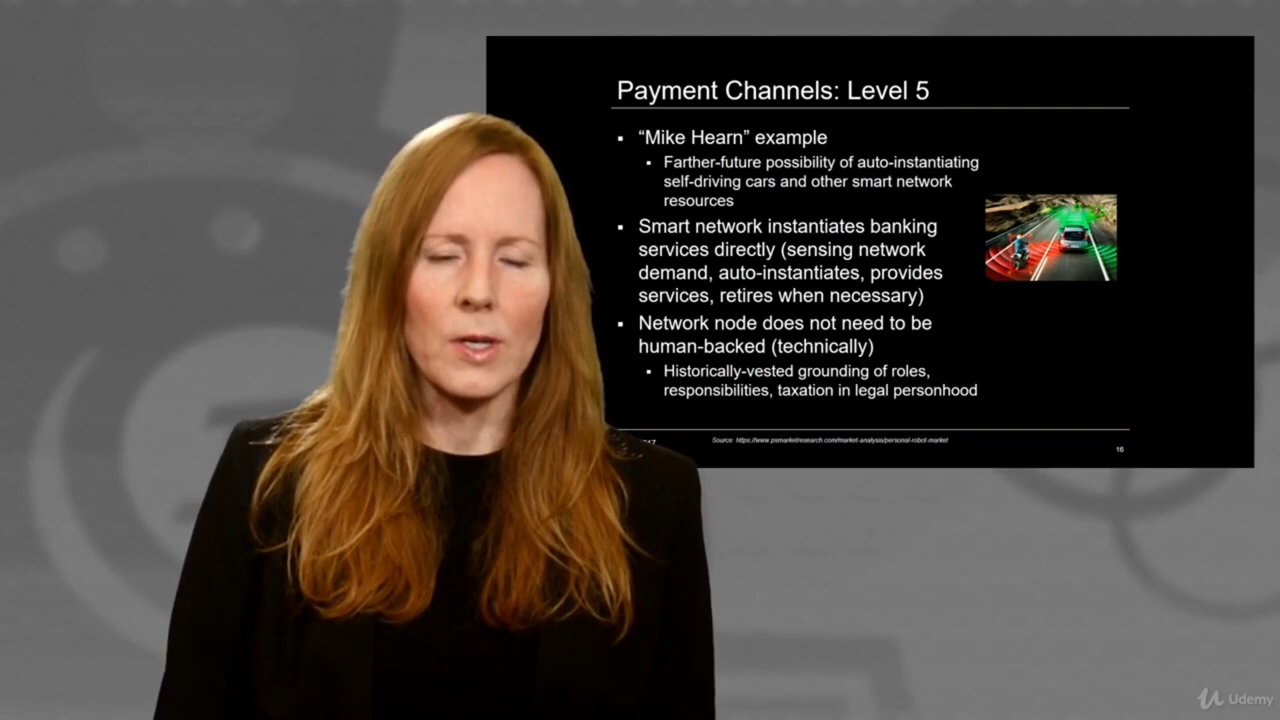 Payment Channels: Level 5
▪ “Mike Hearn” example
▪ Farther-future possibility of auto-instantiating
self-driving cars and other smart network
resources
▪ Smart network instantiates banking
services directly (sensing network
demand, auto-instantiates, provides
services, retires when necessary)
▪ Network node does not need to be
human-backed (technically)
▪ Historically-vested grounding of roles,
responsibilities, taxation in legal personhood
17
Source: https://www.psmarketresearch.com/market-analysis/personal-robot-market
16
Udemy